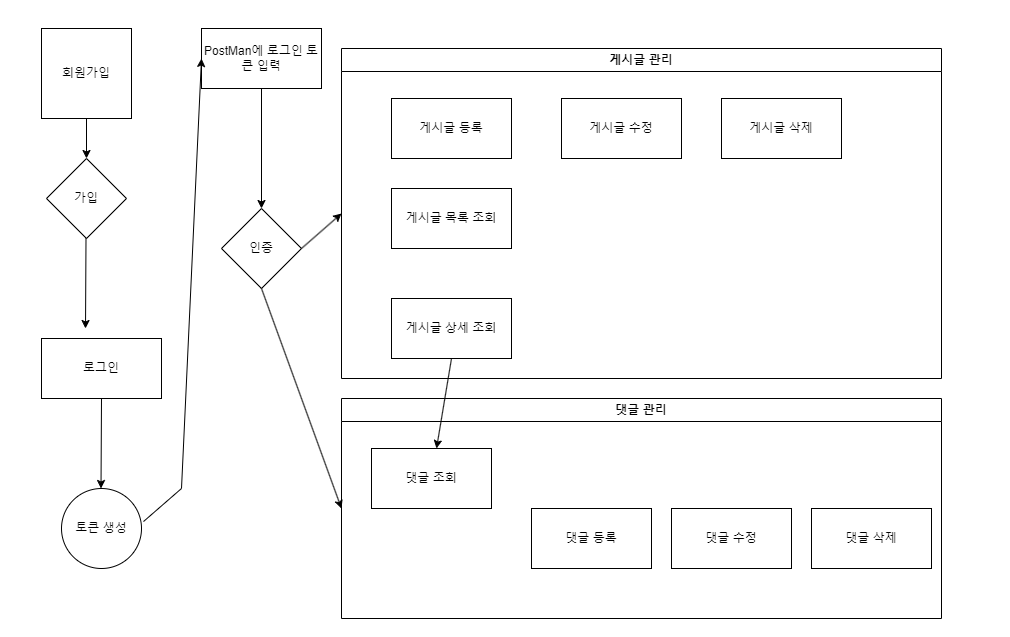 회원가입
가입
로그인
토큰 생성
PostMan에 로그인 토
큰 입력
인증
게시글 관리
게시글 등록
게시글 수정
게시글 삭제
게시글 목록 조회
게시글 상세 조회
댓글 관리
댓글 조회
댓글 등록
댓글 수정
댓글 삭제